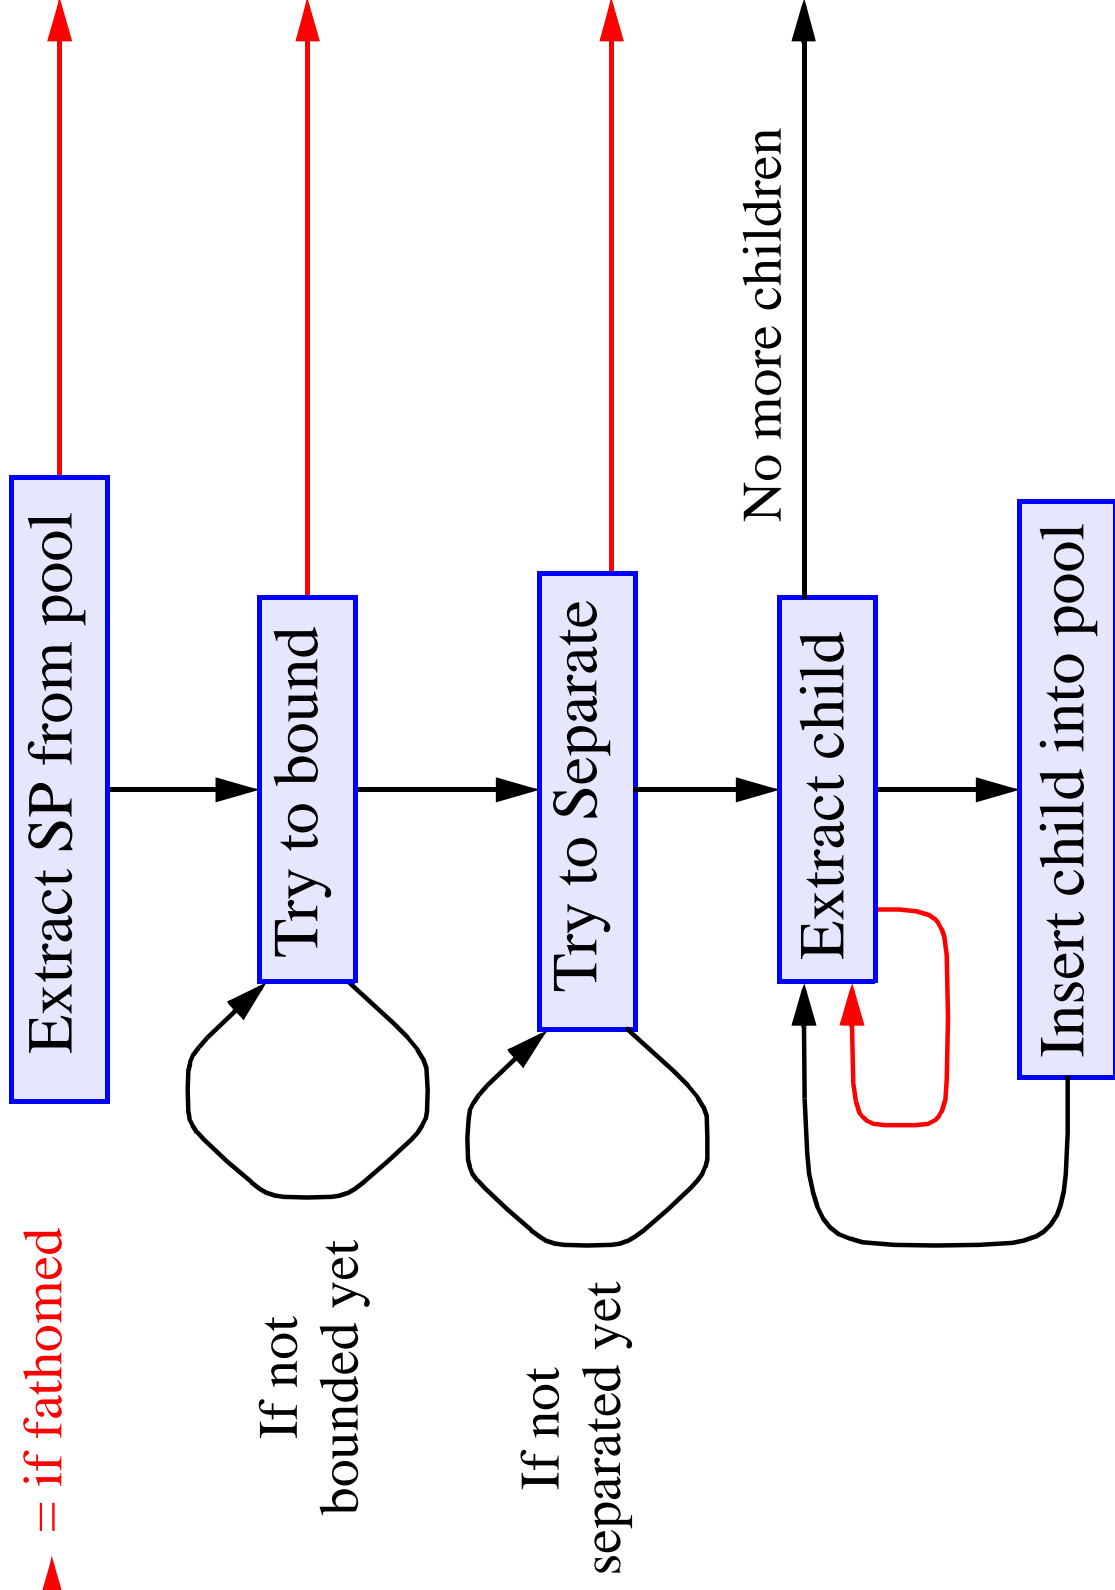 = if fathomed
Extract SP from pool
If not
bounded yet
Try to bound
If not
separated yet
Try to Separate
No more children
Extract child
Insert child into pool